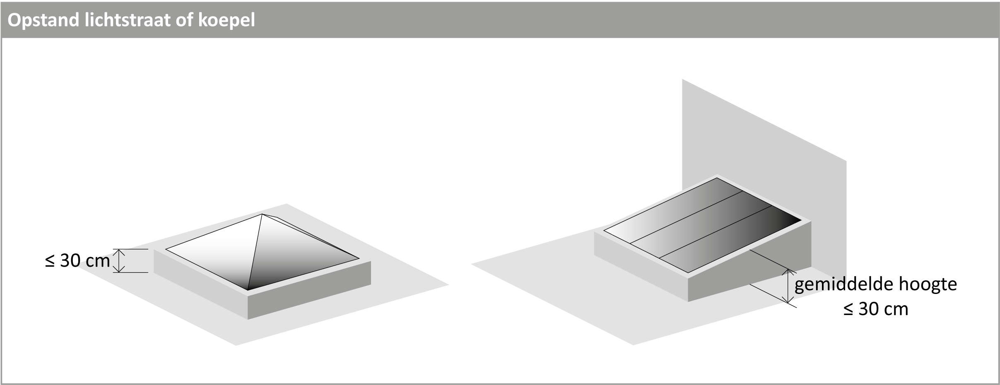 Opstand lichtstraat of koepel
≤ 30 cm
gemiddelde hoogte
≤ 30 cm